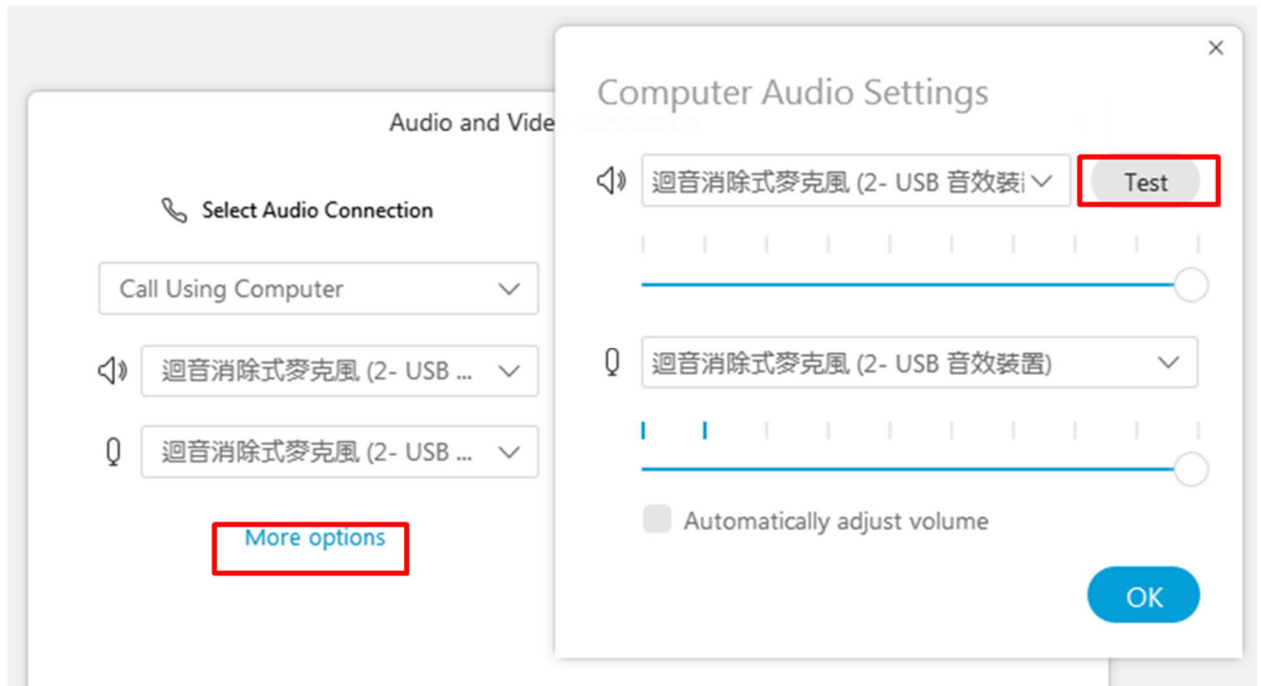 Audio and Vide
Connection
Select Audio Connection
Call Using Computer
迴音消除式麥克風 (2- USB ...
迴音消除式麥克風 (2- USB ...
More options
Computer Audio Settings
迴音消除式麥克風 (2- USB 音效裝
Test
迴音消除式麥克風 (2- USB 音效裝置)
Automatically adjust volume
OK